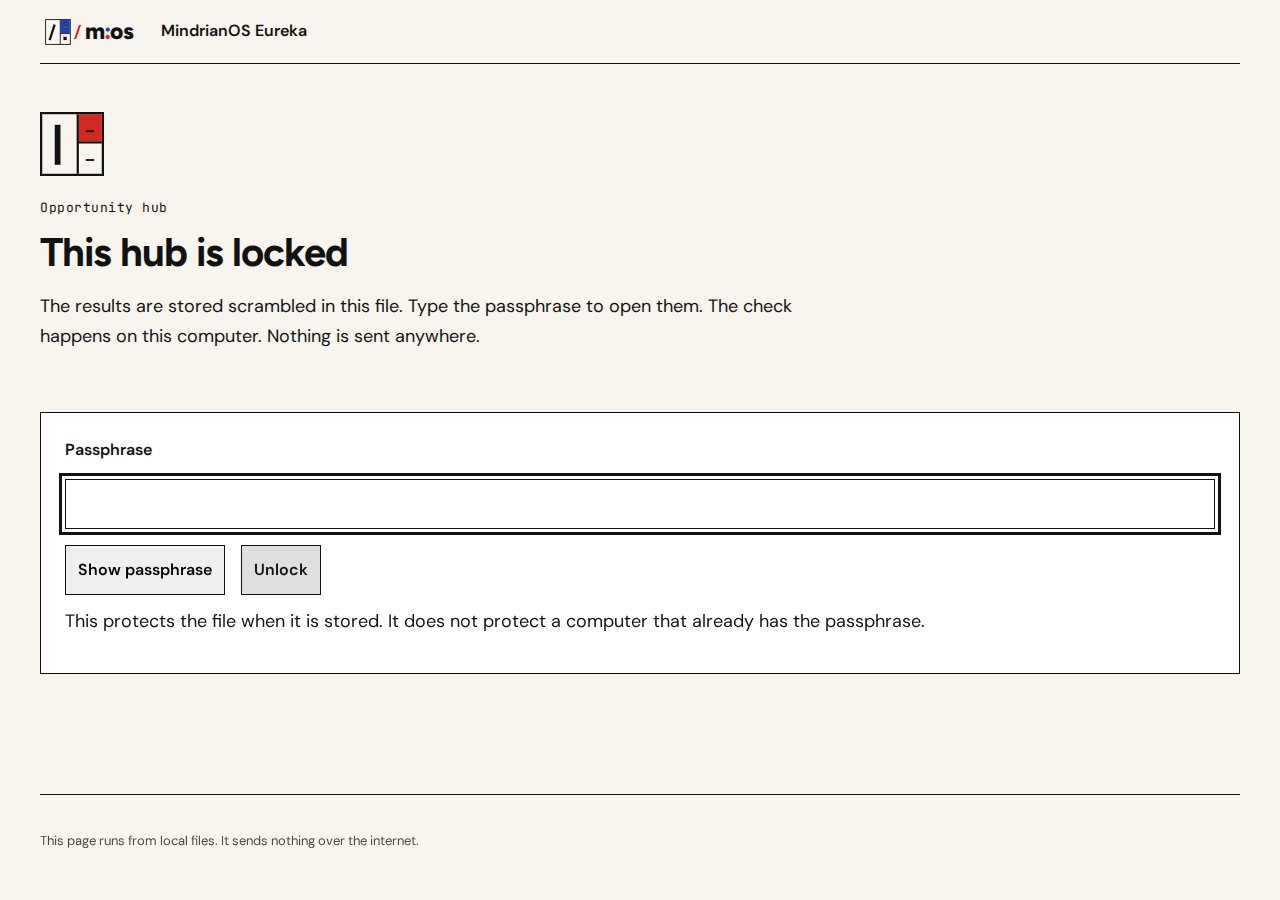 / m:os MindrianOS Eureka
Opportunity hub
This hub is locked
The results are stored scrambled in this file. Type the passphrase to open them. The check
happens on this computer. Nothing is sent anywhere.
Passphrase
Show passphrase Unlock
This protects the file when it is stored. It does not protect a computer that already has the passphrase.
This page runs from local files. It sends nothing over the internet.